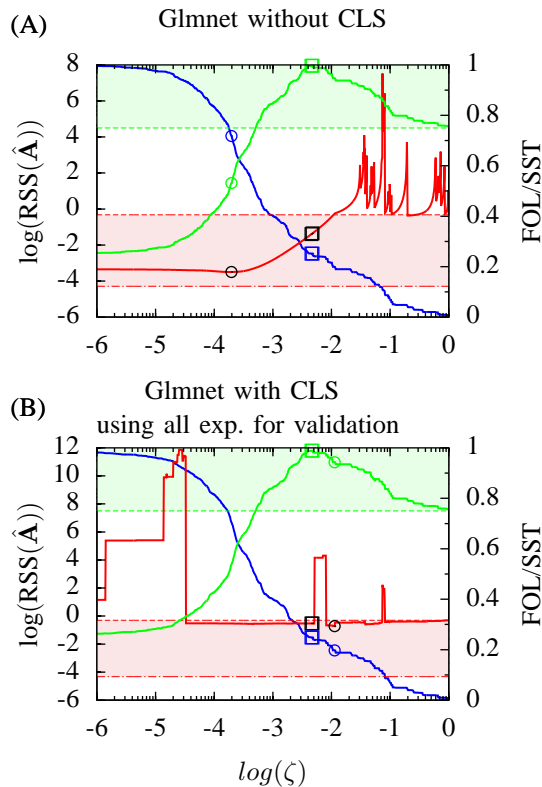 Glmnet without CLS
(A)
8
6
4
2
0
-2
-4
-6
log(RSS(Â))
1
0.8
0.6
0.4
0.2
0
FOL/SST
-6 -5 -4 -3 -2 -1 0
Glmnet with CLS
(B)
using all exp. for validation
12
10
8
6
4
2
0
-2
-4
-6
log(RSS(Â))
1
0.8
0.6
0.4
0.2
0
FOL/SST
-6 -5 -4 -3 -2 -1 0
log(ζ)